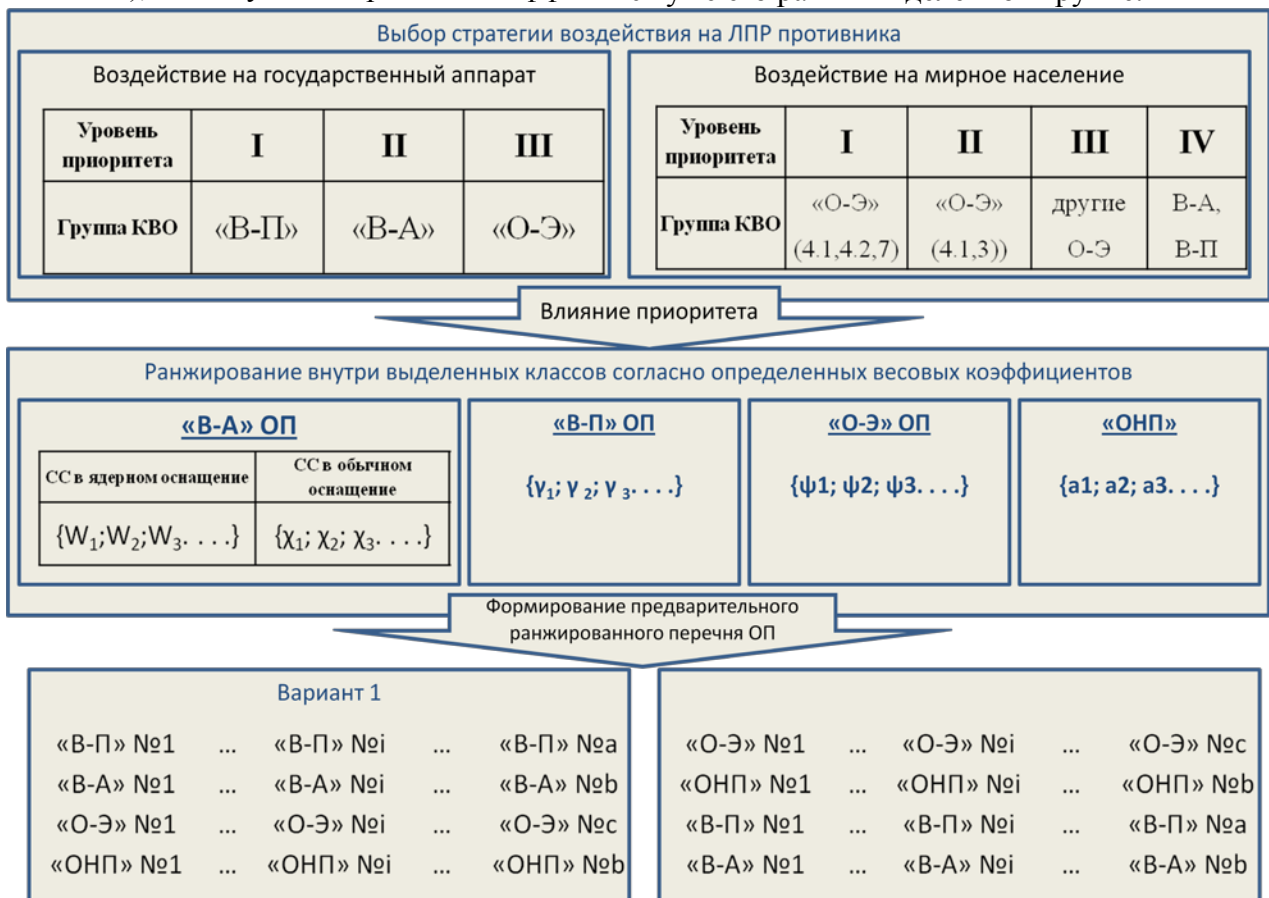 Выбор стратегии воздействия на ЛПР противника
Воздействие на государственный аппарат
Уровень приоритета I II III
Группа КВО «В-П» «В-А» «О-Э»
Воздействие на мирное население
Уровень приоритета I II III IV
Группа КВО «О-Э» (4.1,4.2,7) «О-Э» (4.1,3)) другие О-Э В-А, В-П
Влияние приоритета
Ранжирование внутри выделенных классов согласно определенных весовых коэффициентов
«В-А» ОП
СС в ядерном оснащение
СС в обычном оснащение
{W₁;W₂;W₃. . . .}
{χ₁; χ₂; χ₃. . . .}
«В-П» ОП
{γ₁; γ ₂; γ ₃. . . .}
«О-Э» ОП
{ψ1; ψ2; ψ3. . . .}
«ОНП»
{a1; a2; a3. . . .}
Формирование предварительного
ранжированного перечня ОП
Вариант 1
«В-П» №1 ... «В-П» №i ... «В-П» №a
«В-А» №1 ... «В-А» №i ... «В-А» №b
«О-Э» №1 ... «О-Э» №i ... «О-Э» №c
«ОНП» №1 ... «ОНП» №i ... «ОНП» №b
«О-Э» №1 ... «О-Э» №i ... «О-Э» №c
«ОНП» №1 ... «ОНП» №i ... «ОНП» №b
«В-П» №1 ... «В-П» №i ... «В-П» №a
«В-А» №1 ... «В-А» №i ... «В-А» №b